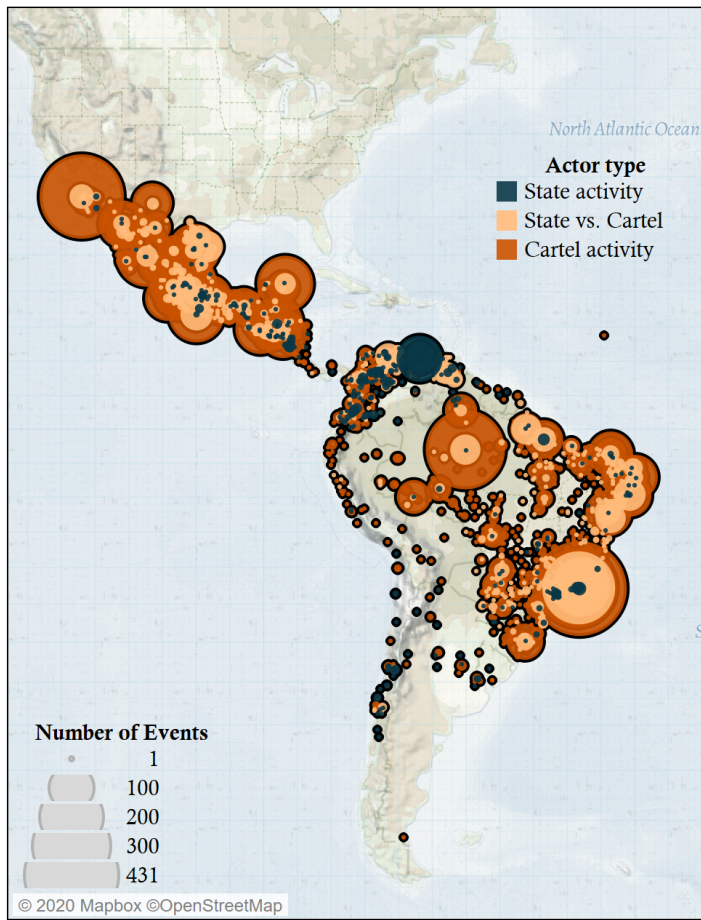 North Atlantic Ocean
Actor type
State activity
State vs. Cartel
Cartel activity
S
Number of Events
1
100
200
300
431
© 2020 Mapbox ©OpenStreetMap